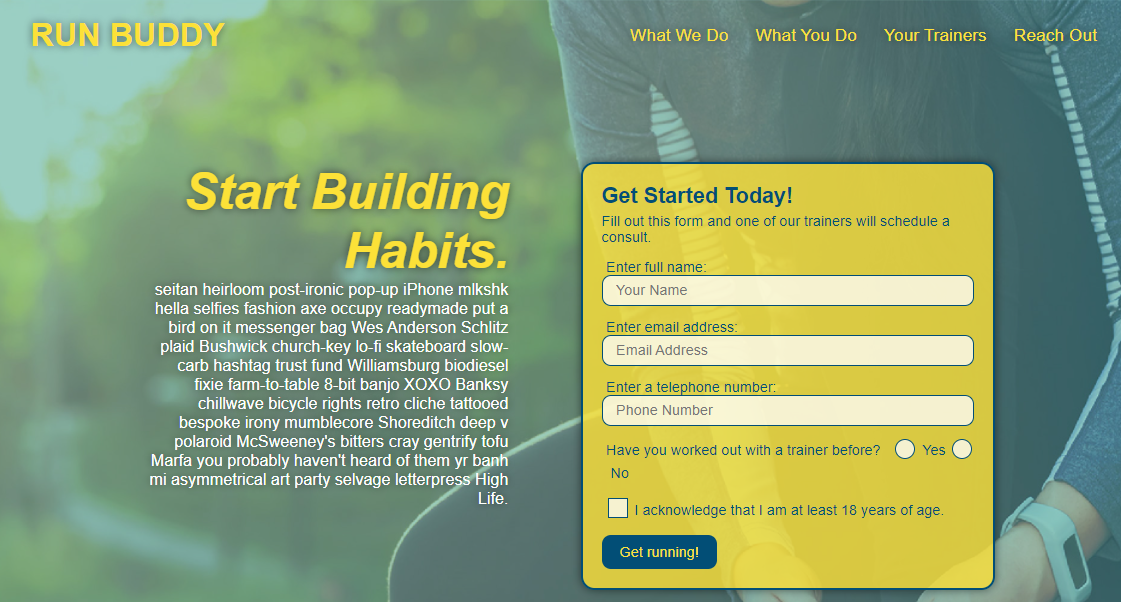 RUN BUDDY
What We Do
What You Do
Your Trainers
Reach Out
Start Building
Habits.
seitan heirloom post-ironic pop-up iPhone mlkshk
hella selfies fashion axe occupy readymade put a
bird on it messenger bag Wes Anderson Schlitz
plaid Bushwick church-key lo-fi skateboard slow-
carb hashtag trust fund Williamsburg biodiesel
fixie farm-to-table 8-bit banjo XOXO Banksy
chillwave bicycle rights retro cliche tattooed
bespoke irony mumblecore Shoreditch deep v
polaroid McSweeney's bitters cray gentrify tofu
Marfa you probably haven't heard of them yr banh
mi asymmetrical art party selvage letterpress High
Life.
Get Started Today!
Fill out this form and one of our trainers will schedule a
consult.
Enter full name:
Your Name
Enter email address:
Email Address
Enter a telephone number:
Phone Number
Have you worked out with a trainer before? Yes
No
I acknowledge that I am at least 18 years of age.
Get running!